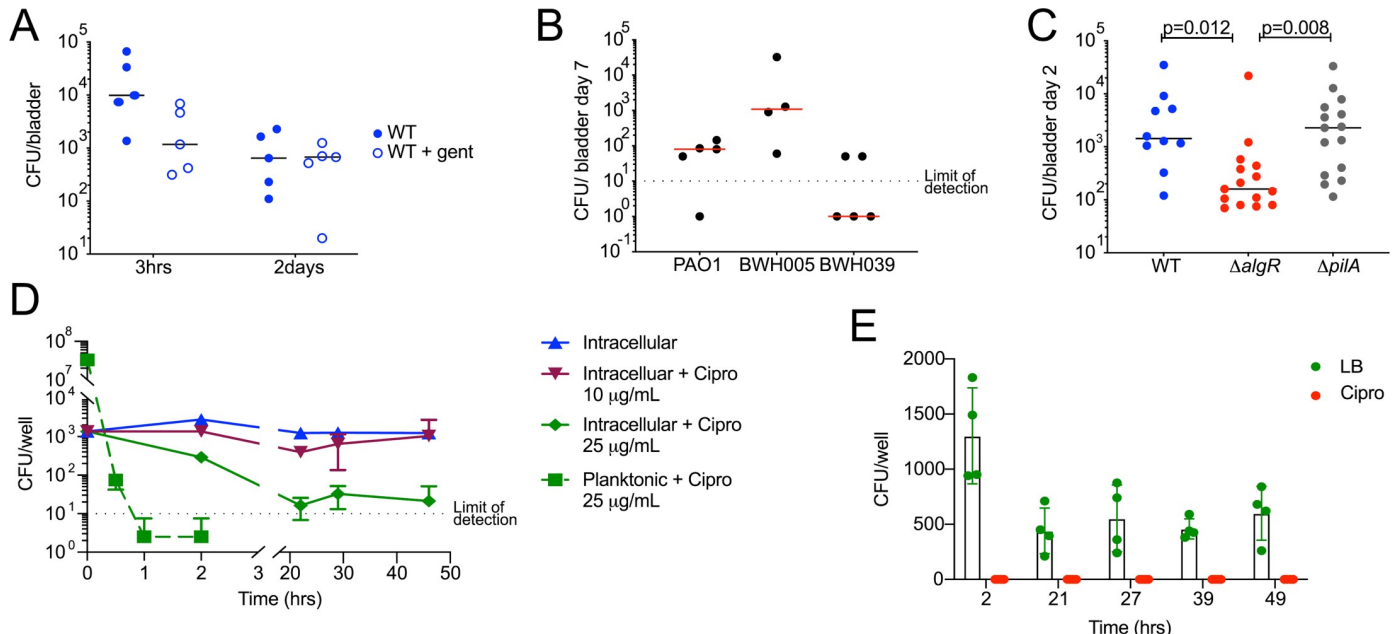 A
CFU/bladder
10^5
10^4
10^3
10^2
10^1
3hrs
2days
WT
WT + gent
B
CFU/ bladder day 7
10^5
10^4
10^3
10^2
10^1
10^0
10^-1
PAO1
BWH005
BWH039
Limit of
detection
C
CFU/bladder day 2
10^5
10^4
10^3
10^2
10^1
p=0.012
p=0.008
WT
ΔalgR
ΔpilA
D
CFU/well
10^8
10^7
10^4
10^3
10^2
10^1
10^0
0
1
2
3
20
30
40
50
Time (hrs)
Limit of
detection
Intracellular
Intracelluar + Cipro
10 μg/mL
Intracellular + Cipro
25 μg/mL
Planktonic + Cipro
25 μg/mL
E
CFU/well
2000
1500
1000
500
0
2
21
27
39
49
Time (hrs)
LB
Cipro